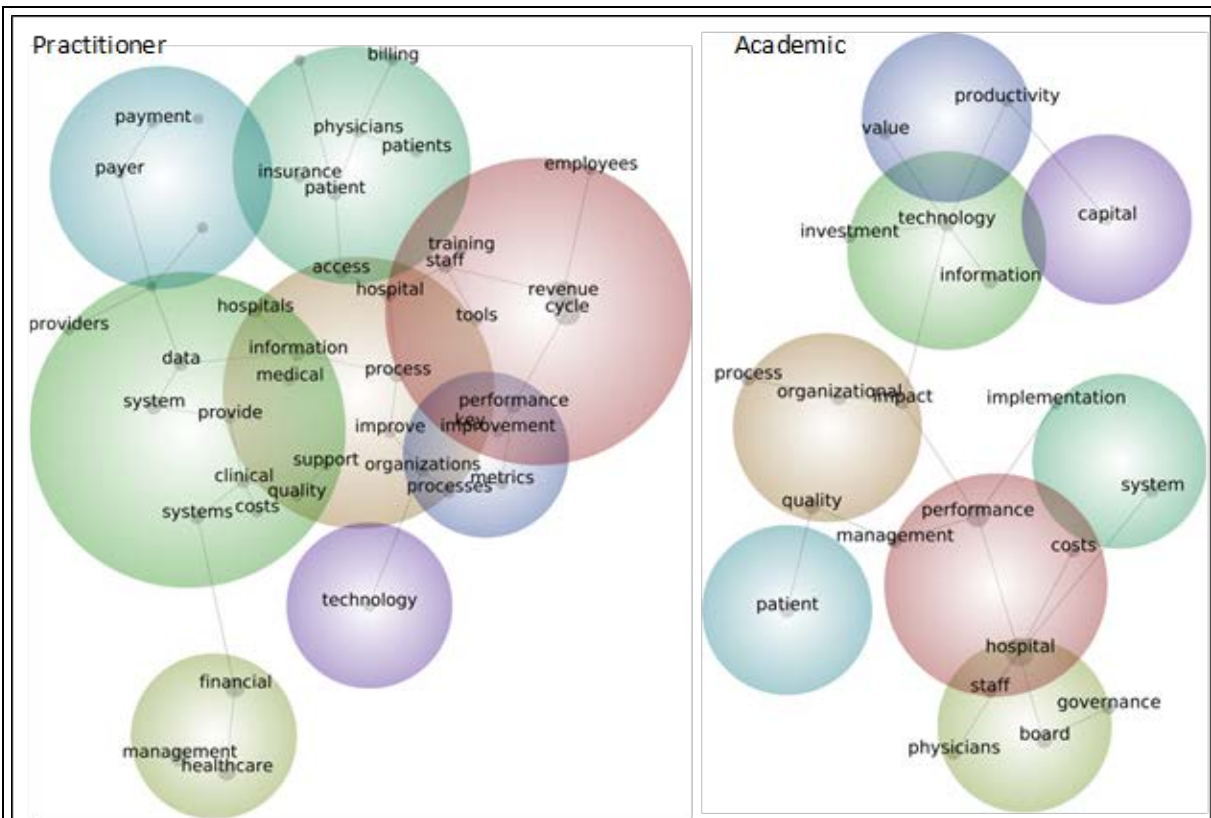 Practitioner
billing
payment
physicians
patients
payer
insurance
patient
employees
training
staff
access
hospital
hospitals
revenue
cycle
tools
providers
information
data
medical
process
system
provide
performance
key
improve
improvement
support
organizations
clinical
quality
processes
metrics
systems
costs
technology
financial
management
healthcare
Academic
productivity
value
capital
technology
investment
information
process
organizational
impact
implementation
quality
system
performance
management
costs
patient
hospital
staff
governance
board
physicians